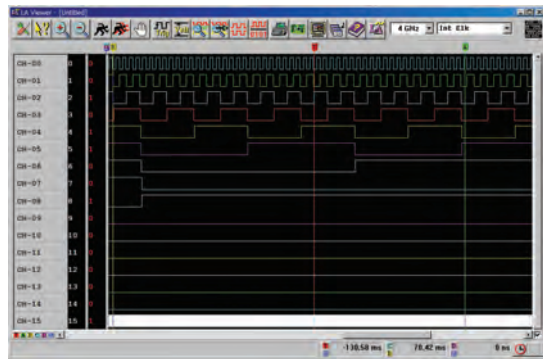 LA Viewer - [Untitled]
4 GHz Int Clk
CH-00 0 0
CH-01 1 0
CH-02 2 1
CH-03 3 0
CH-04 4 1
CH-05 5 1
CH-06 6 0
CH-07 7 0
CH-08 8 1
CH-09 9 0
CH-10 10 0
CH-11 11 0
CH-12 12 0
CH-13 13 0
CH-14 14 0
CH-15 15 1
-130.58 ms 78.42 ms 0 ns